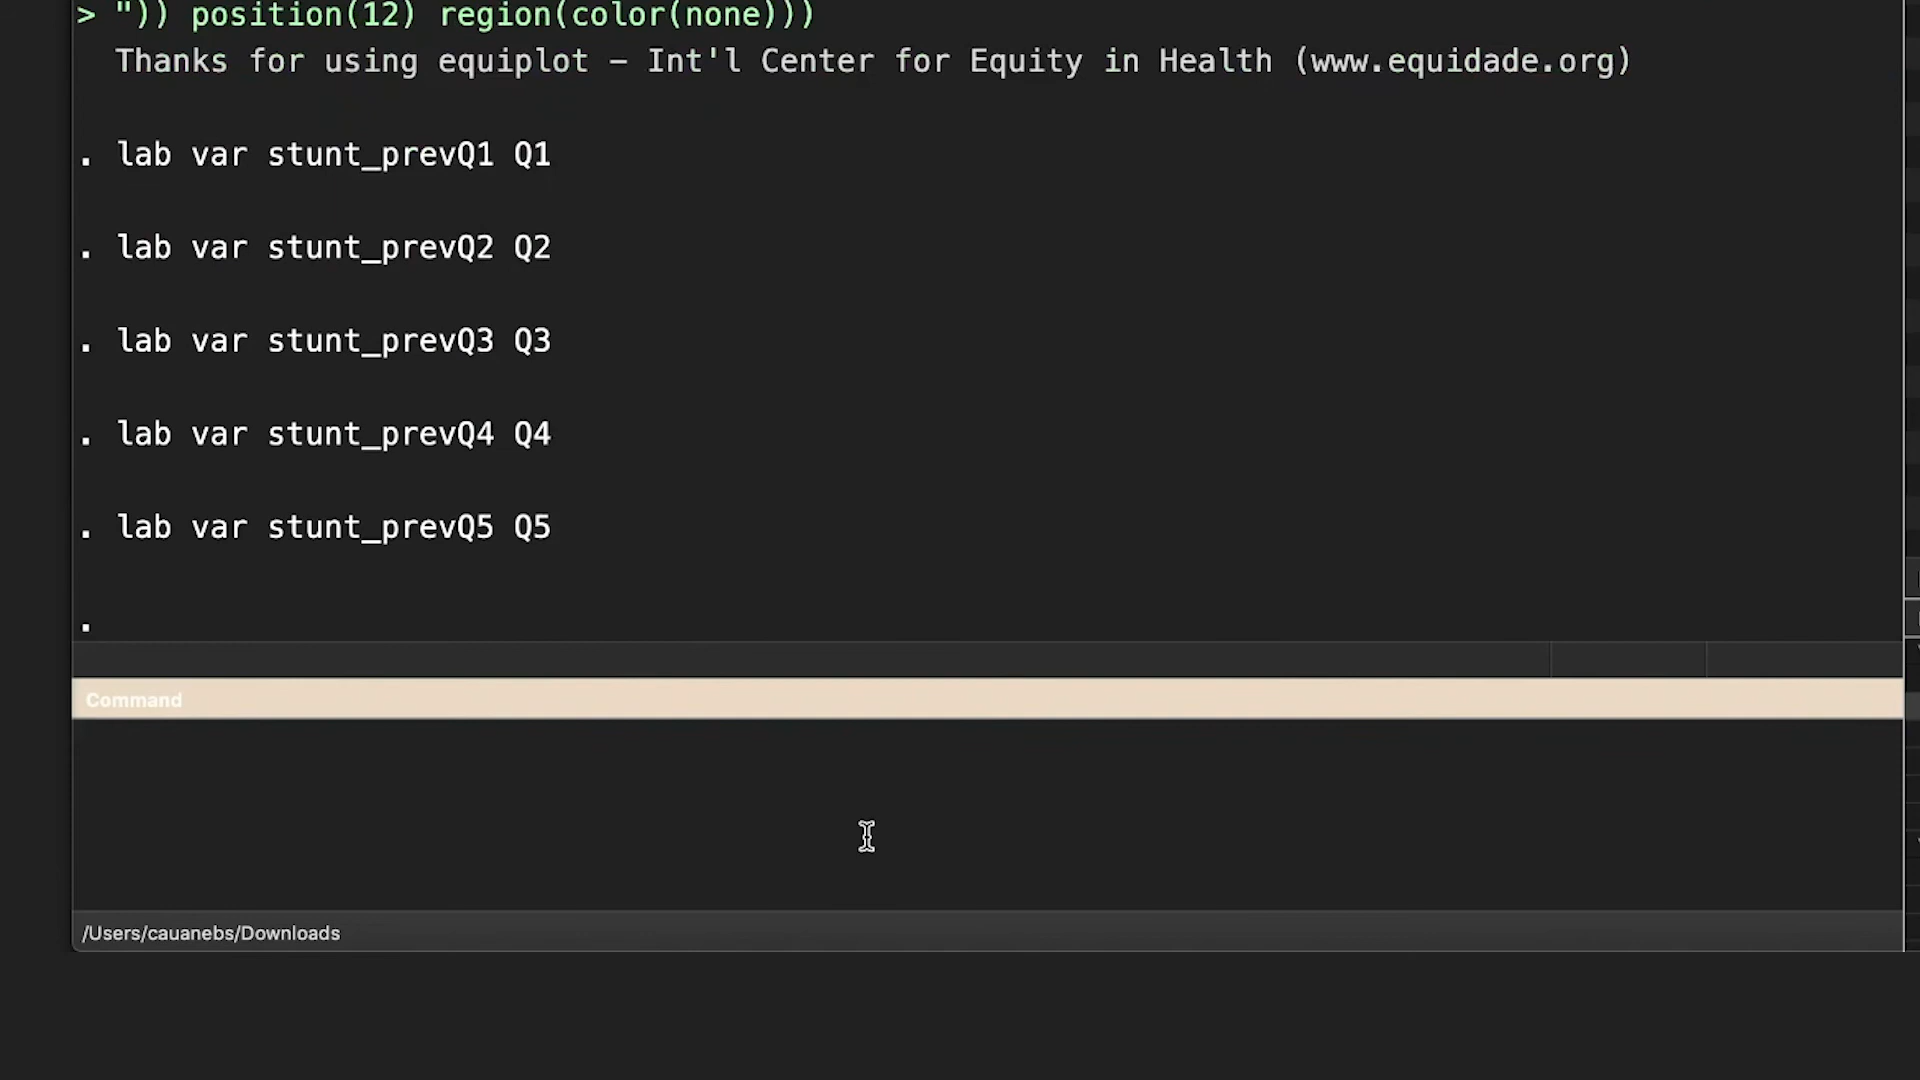 > ")) position(12) region(color(none)))
Thanks for using equiplot – Int'l Center for Equity in Health (www.equidade.org)
. lab var stunt_prevQ1 Q1
. lab var stunt_prevQ2 Q2
. lab var stunt_prevQ3 Q3
. lab var stunt_prevQ4 Q4
. lab var stunt_prevQ5 Q5
.
Command
/Users/cauanebs/Downloads